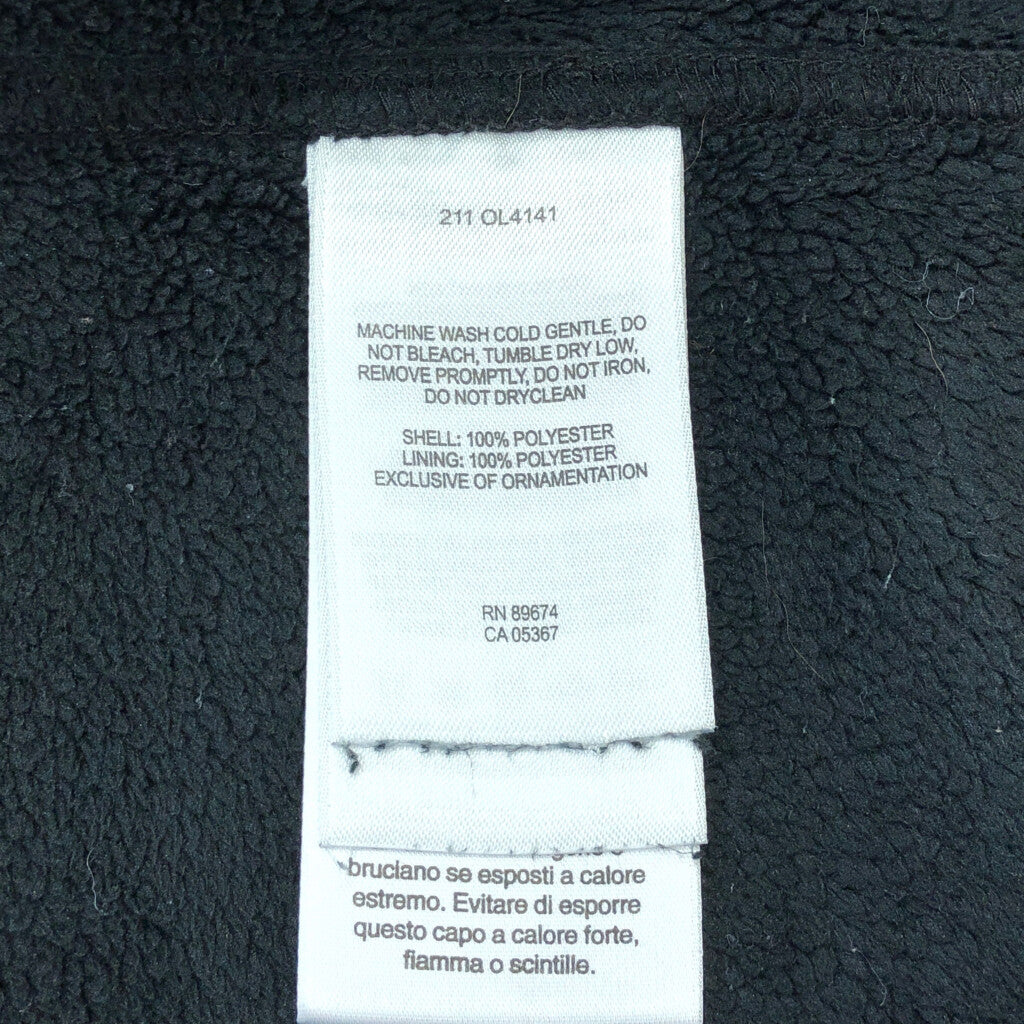 211 OL4141
MACHINE WASH COLD GENTLE, DO
NOT BLEACH, TUMBLE DRY LOW,
REMOVE PROMPTLY, DO NOT IRON,
DO NOT DRYCLEAN
SHELL: 100% POLYESTER
LINING: 100% POLYESTER
EXCLUSIVE OF ORNAMENTATION
RN 89674
CA 05367
bruciano se esposti a calore
estremo. Evitare di esporre
questo capo a calore forte,
fiamma o scintille.